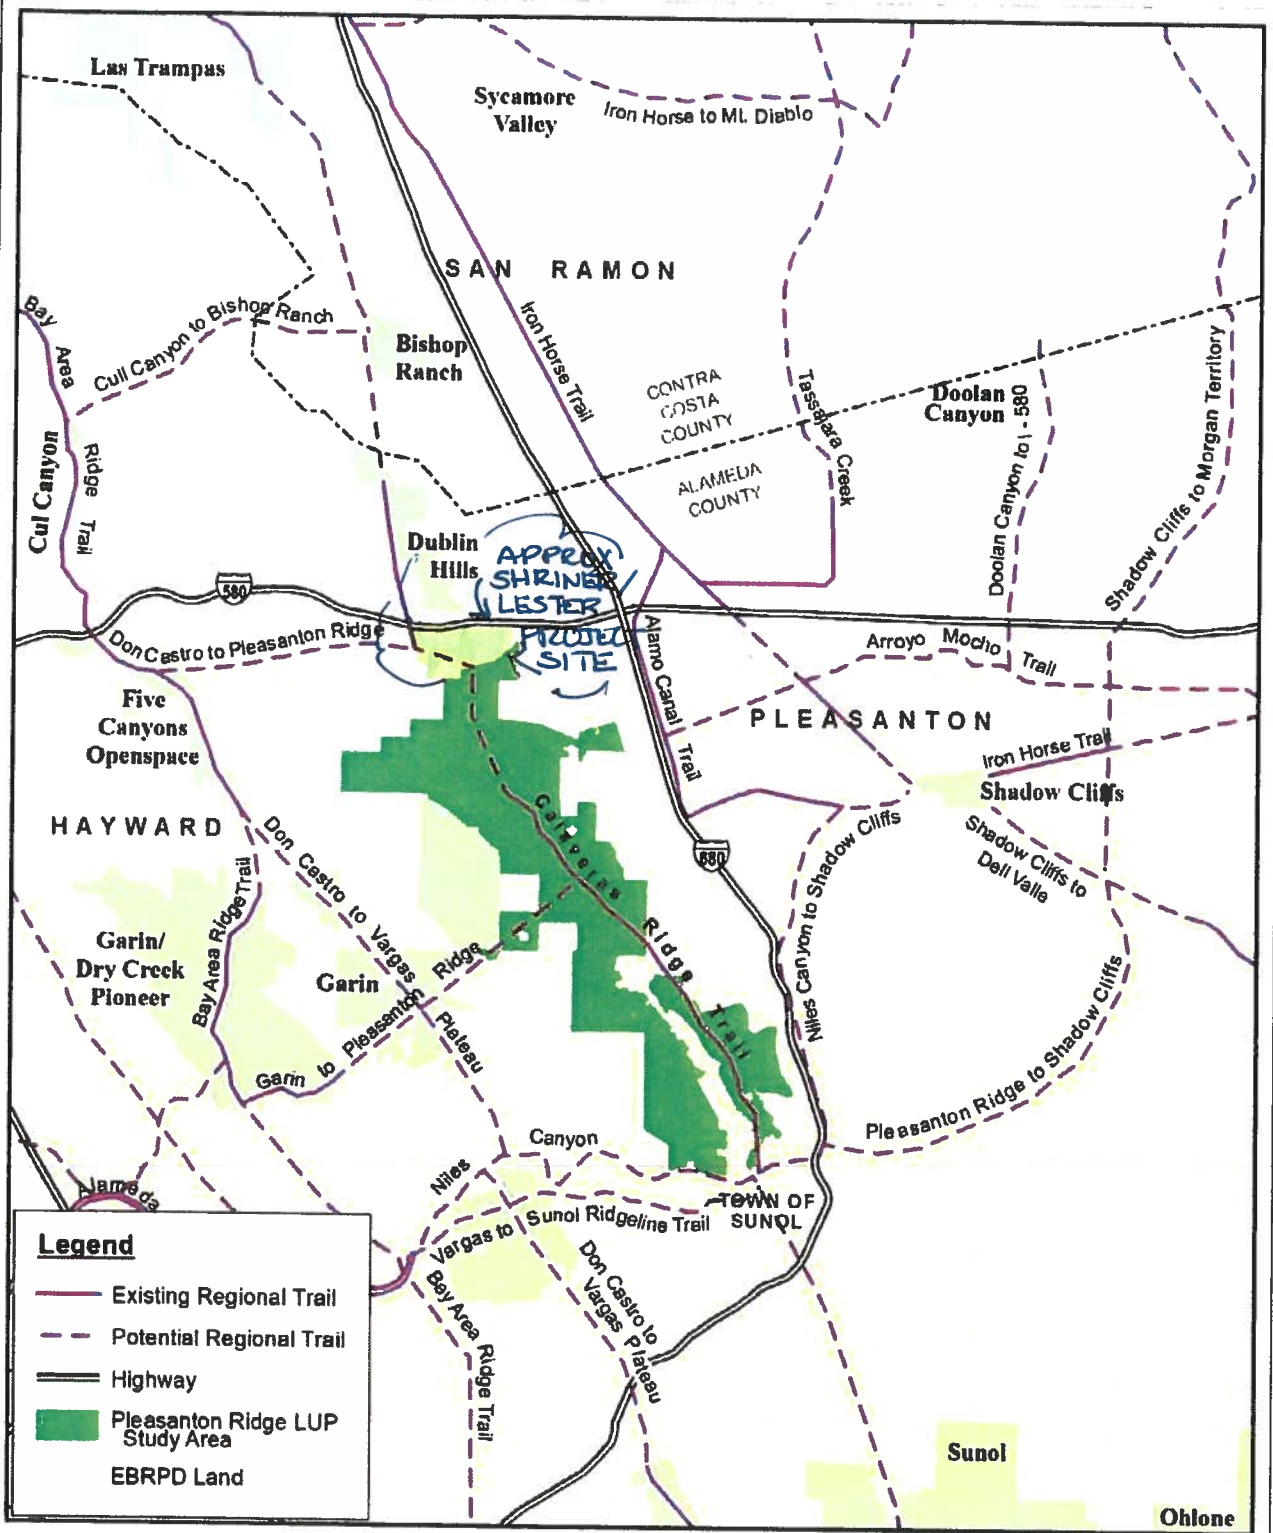 Las Trampas
Sycamore
Valley
Iron Horse to Mt. Diablo
SAN RAMON
Bay Area Ridge Trail
Cull Canyon to Bishop Ranch
Bishop
Ranch
Iron Horse Trail
CONTRA
COSTA
COUNTY
Tassajara Creek
Doolan
Canyon
Doolan Canyon to I - 580
Shadow Cliffs to Morgan Territory
Cul Canyon
ALAMEDA
COUNTY
Dublin
Hills
APPROX
SHRINER
LESTER
PROJECT
SITE
580
Don Castro to Pleasanton Ridge
Alamo Canal Trail
Arroyo Mocho Trail
Five
Canyons
Openspace
PLEASANTON
Iron Horse Trail
Shadow Cliffs
HAYWARD
Calaveras Ridge Trail
Don Castro to Vargas Plateau
680
Niles Canyon to Shadow Cliffs
Shadow Cliffs to
Dell Valle
Bay Area Ridge Trail
Garin/
Dry Creek
Pioneer
Garin
Garin to Pleasanton Ridge
Pleasanton Ridge to Shadow Cliffs
Niles Canyon
Alameda
TOWN OF
SUNOL
Vargas to Sunol Ridgeline Trail
Don Castro to
Vargas Plateau
Bay Area Ridge Trail
Legend
Existing Regional Trail
Potential Regional Trail
Highway
Pleasanton Ridge LUP
Study Area
EBRPD Land
Sunol
Ohlone